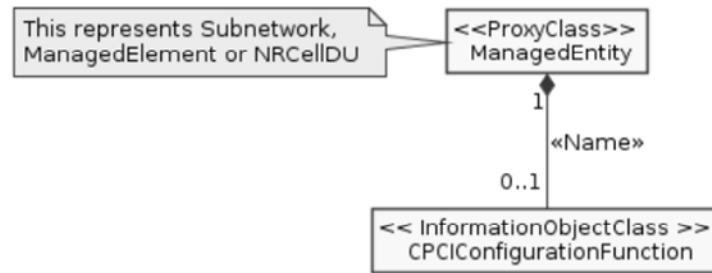 This represents Subnetwork,
ManagedElement or NRCellDU
<<ProxyClass>>
ManagedEntity
1
«Name»
0..1
<< InformationObjectClass >>
CPCIConfigurationFunction